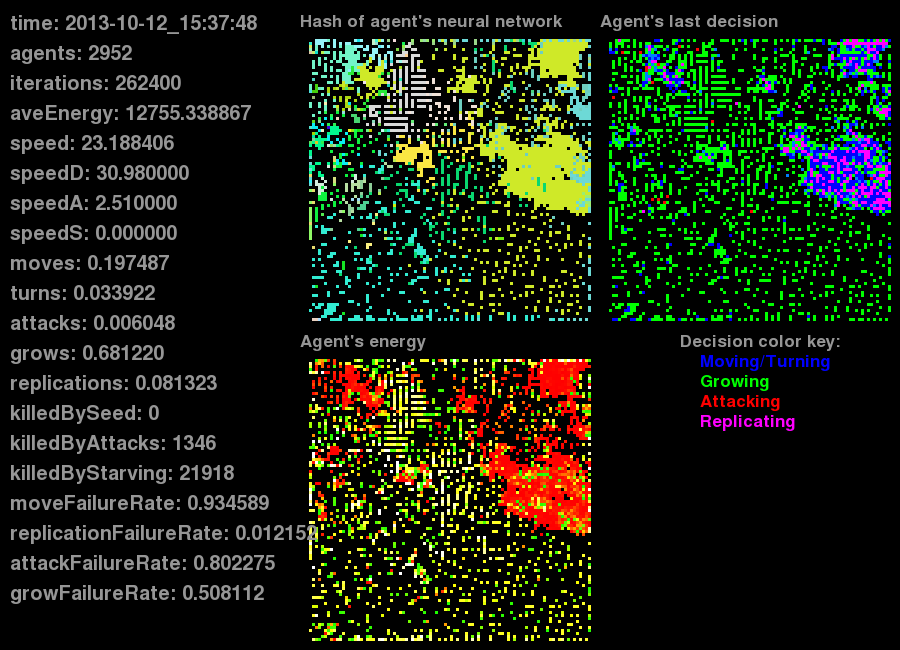 time: 2013-10-12_15:37:48
agents: 2952
iterations: 262400
aveEnergy: 12755.338867
speed: 23.188406
speedD: 30.980000
speedA: 2.510000
speedS: 0.000000
moves: 0.197487
turns: 0.033922
attacks: 0.006048
grows: 0.681220
replications: 0.081323
killedBySeed: 0
killedByAttacks: 1346
killedByStarving: 21918
moveFailureRate: 0.934589
replicationFailureRate: 0.012152
attackFailureRate: 0.802275
growFailureRate: 0.508112
Hash of agent's neural network
Agent's last decision
Agent's energy
Decision color key:
Moving/Turning
Growing
Attacking
Replicating